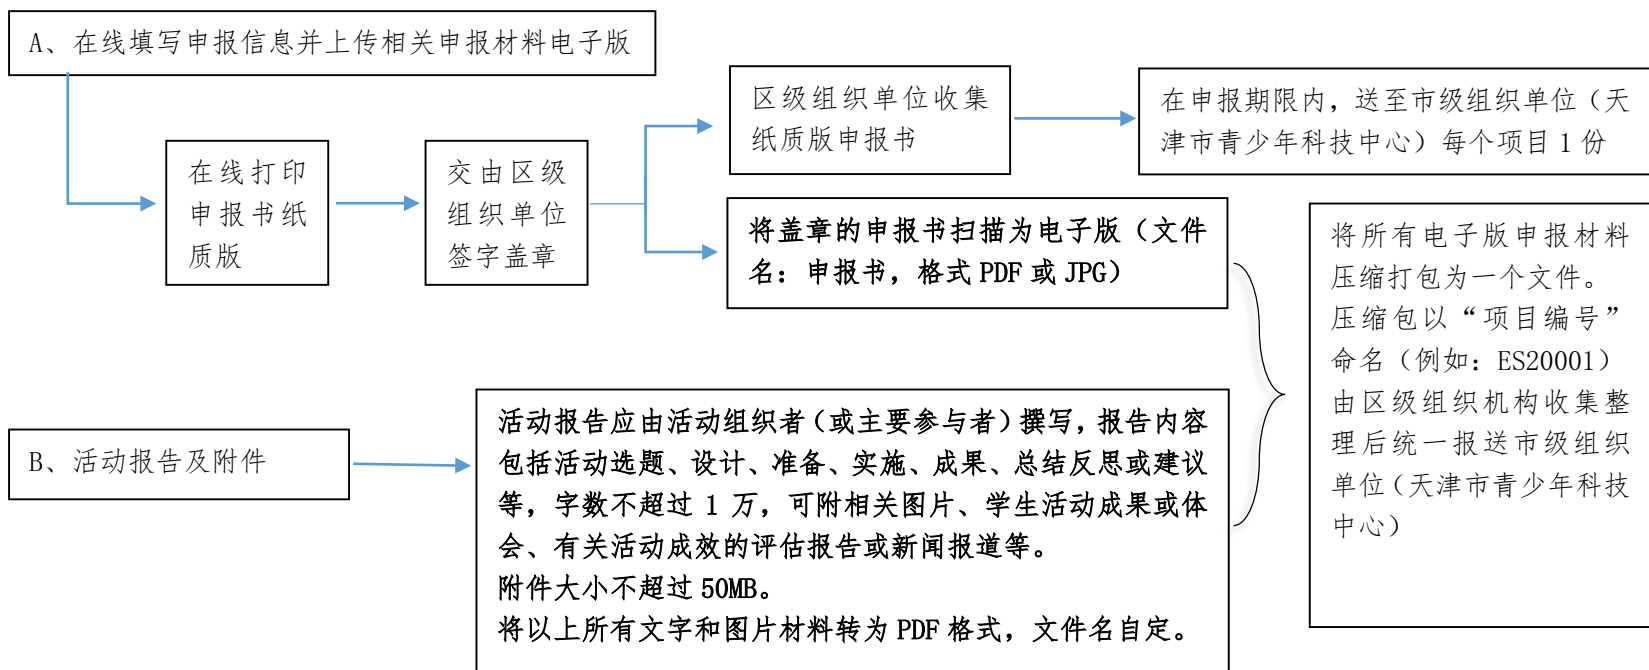 A、在线填写申报信息并上传相关申报材料电子版
在线打印
申报书纸
质版
交由区级
组织单位
签字盖章
区级组织单位收集
纸质版申报书
在申报期限内，送至市级组织单位（天
津市青少年科技中心）每个项目 1 份
将盖章的申报书扫描为电子版（文件
名：申报书，格式 PDF 或 JPG）
B、活动报告及附件
活动报告应由活动组织者（或主要参与者）撰写，报告内容
包括活动选题、设计、准备、实施、成果、总结反思或建议
等，字数不超过 1 万，可附相关图片、学生活动成果或体
会、有关活动成效的评估报告或新闻报道等。
附件大小不超过 50MB。
将以上所有文字和图片材料转为 PDF 格式，文件名自定。
将所有电子版申报材料
压缩打包为一个文件。
压缩包以“项目编号”
命名（例如：ES20001）
由区级组织机构收集整
理后统一报送市级组织
单位（天津市青少年科技
中心）